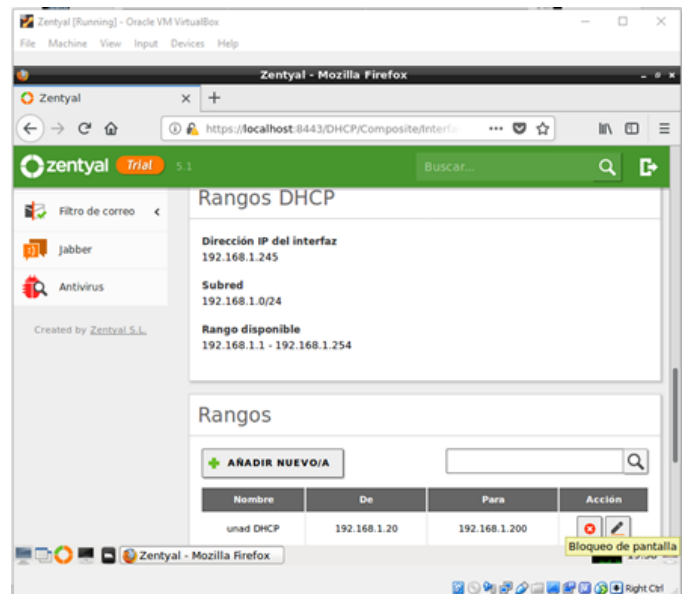 Zentyal [Running] - Oracle VM VirtualBox
File Machine View Input Devices Help
Zentyal - Mozilla Firefox
Zentyal
https://localhost:8443/DHCP/Composite/Interfa
zentyal Trial 5.1 Buscar...
Filtro de correo
Jabber
Antivirus
Created by Zentyal S.L.
Rangos DHCP
Dirección IP del interfaz
192.168.1.245
Subred
192.168.1.0/24
Rango disponible
192.168.1.1 - 192.168.1.254
Rangos
AÑADIR NUEVO/A
Nombre De Para Acción
unad DHCP 192.168.1.20 192.168.1.200
Bloqueo de pantalla
Zentyal - Mozilla Firefox
Right Ctrl